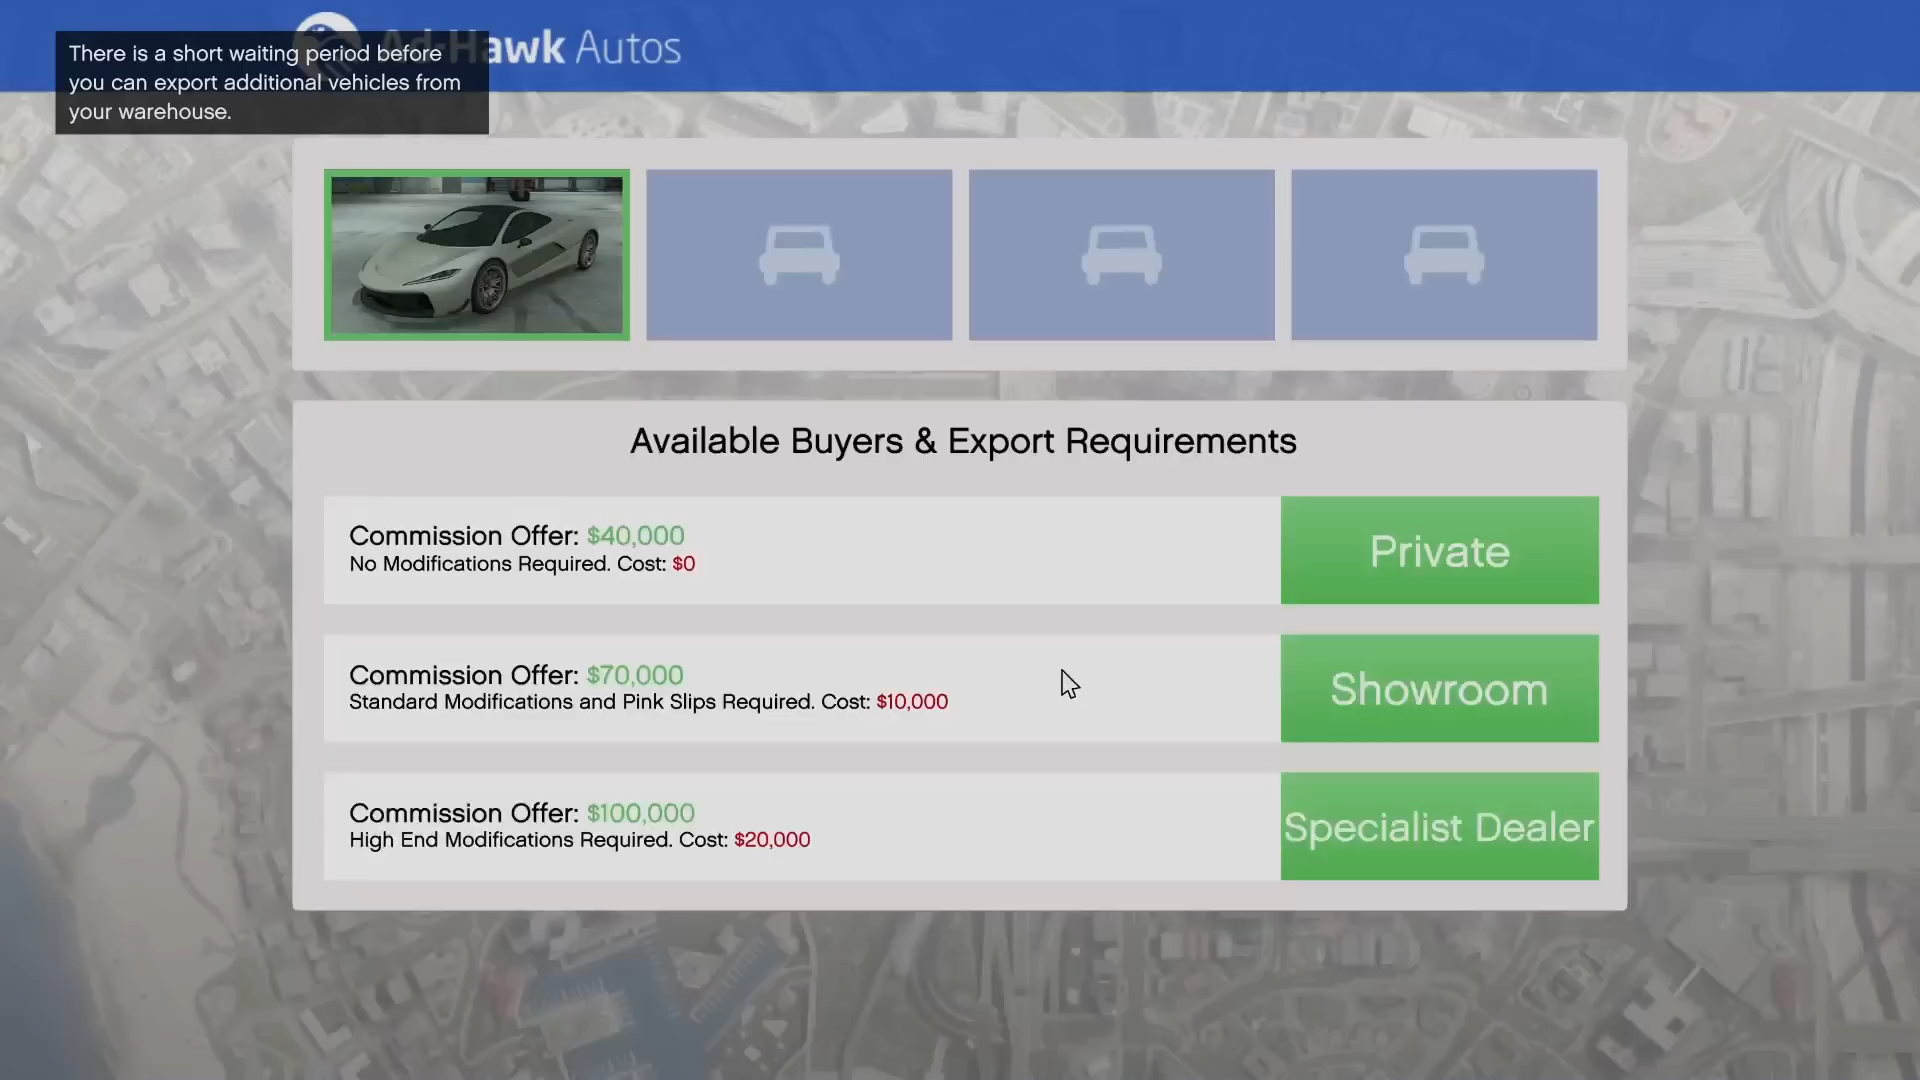 There is a short waiting period before
you can export additional vehicles from
your warehouse.
Ad-Hawk Autos
Available Buyers & Export Requirements
Commission Offer: $40,000
No Modifications Required. Cost: $0
Private
Commission Offer: $70,000
Standard Modifications and Pink Slips Required. Cost: $10,000
Showroom
Commission Offer: $100,000
High End Modifications Required. Cost: $20,000
Specialist Dealer